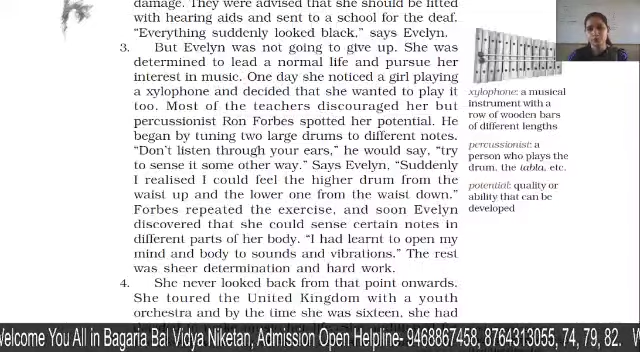 damage. They were advised that she should be fitted
with hearing aids and sent to a school for the deaf.
“Everything suddenly looked black,” says Evelyn.
3. But Evelyn was not going to give up. She was
determined to lead a normal life and pursue her
interest in music. One day she noticed a girl playing
a xylophone and decided that she wanted to play it
too. Most of the teachers discouraged her but
percussionist Ron Forbes spotted her potential. He
began by tuning two large drums to different notes.
“Don’t listen through your ears,” he would say, “try
to sense it some other way.” Says Evelyn, “Suddenly
I realised I could feel the higher drum from the
waist up and the lower one from the waist down.”
Forbes repeated the exercise, and soon Evelyn
discovered that she could sense certain notes in
different parts of her body. “I had learnt to open my
mind and body to sounds and vibrations.” The rest
was sheer determination and hard work.
4. She never looked back from that point onwards.
She toured the United Kingdom with a youth
orchestra and by the time she was sixteen, she had
xylophone: a musical
instrument with a
row of wooden bars
of different lengths
percussionist: a
person who plays the
drum, the tabla, etc.
potential: quality or
ability that can be
developed
Welcome You All in Bagaria Bal Vidya Niketan, Admission Open Helpline- 9468867458, 8764313055, 74, 79, 82.